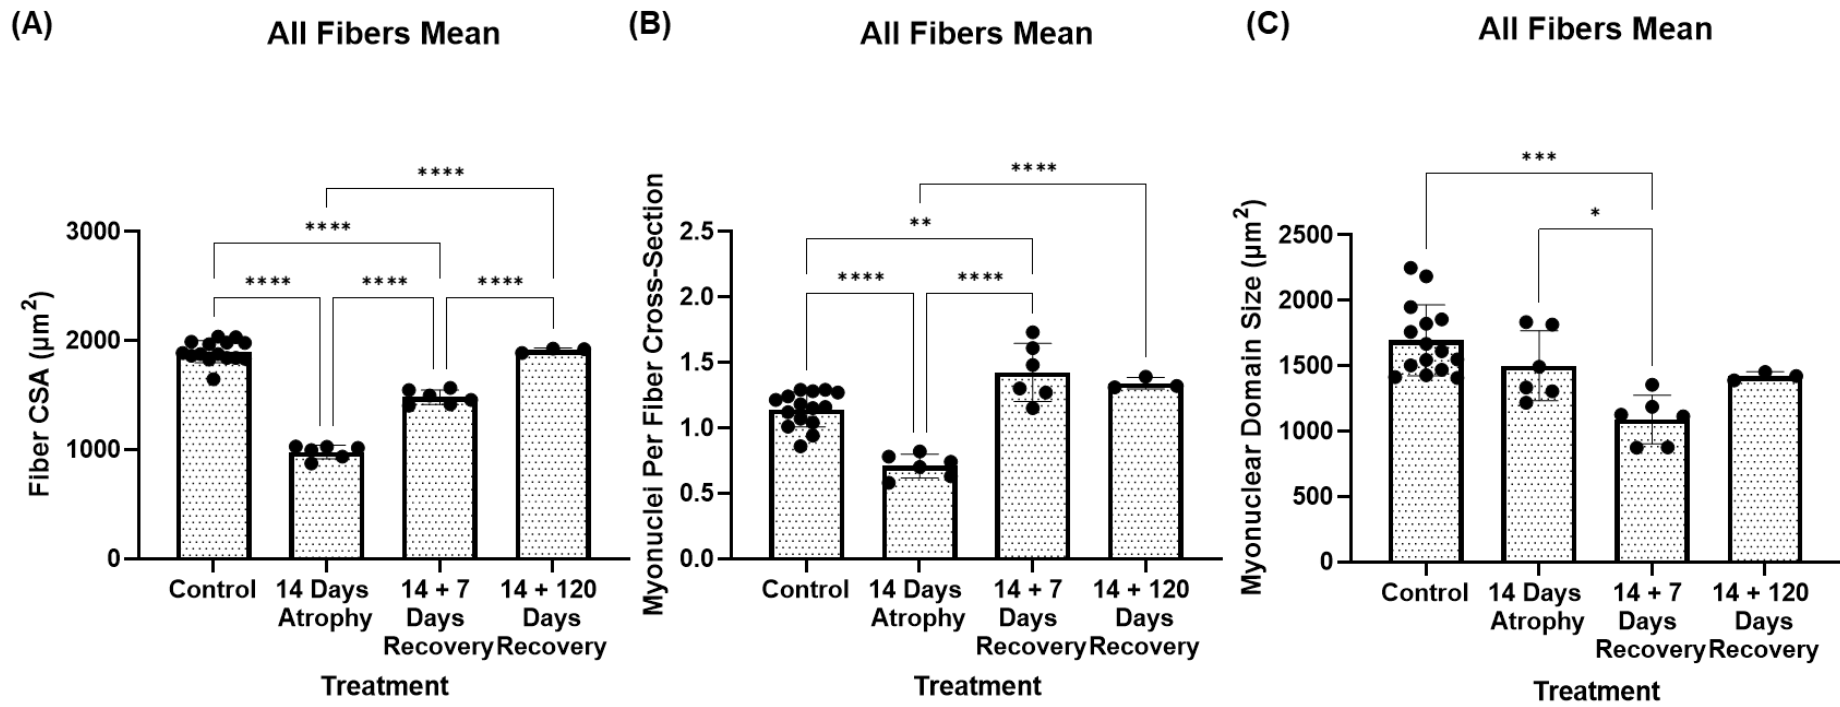 (A)
All Fibers Mean
Fiber CSA (µm²)
3000
2000
1000
0
****
****
****
****
****
Control
14 Days
Atrophy
14 + 7
Days
Recovery
14 + 120
Days
Recovery
Treatment
(B)
All Fibers Mean
Myonuclei Per Fiber Cross-Section
2.5
2.0
1.5
1.0
0.5
0.0
****
**
****
****
Control
14 Days
Atrophy
14 + 7
Days
Recovery
14 + 120
Days
Recovery
Treatment
(C)
All Fibers Mean
Myonuclear Domain Size (µm²)
2500
2000
1500
1000
500
0
***
*
Control
14 Days
Atrophy
14 + 7
Days
Recovery
14 + 120
Days
Recovery
Treatment